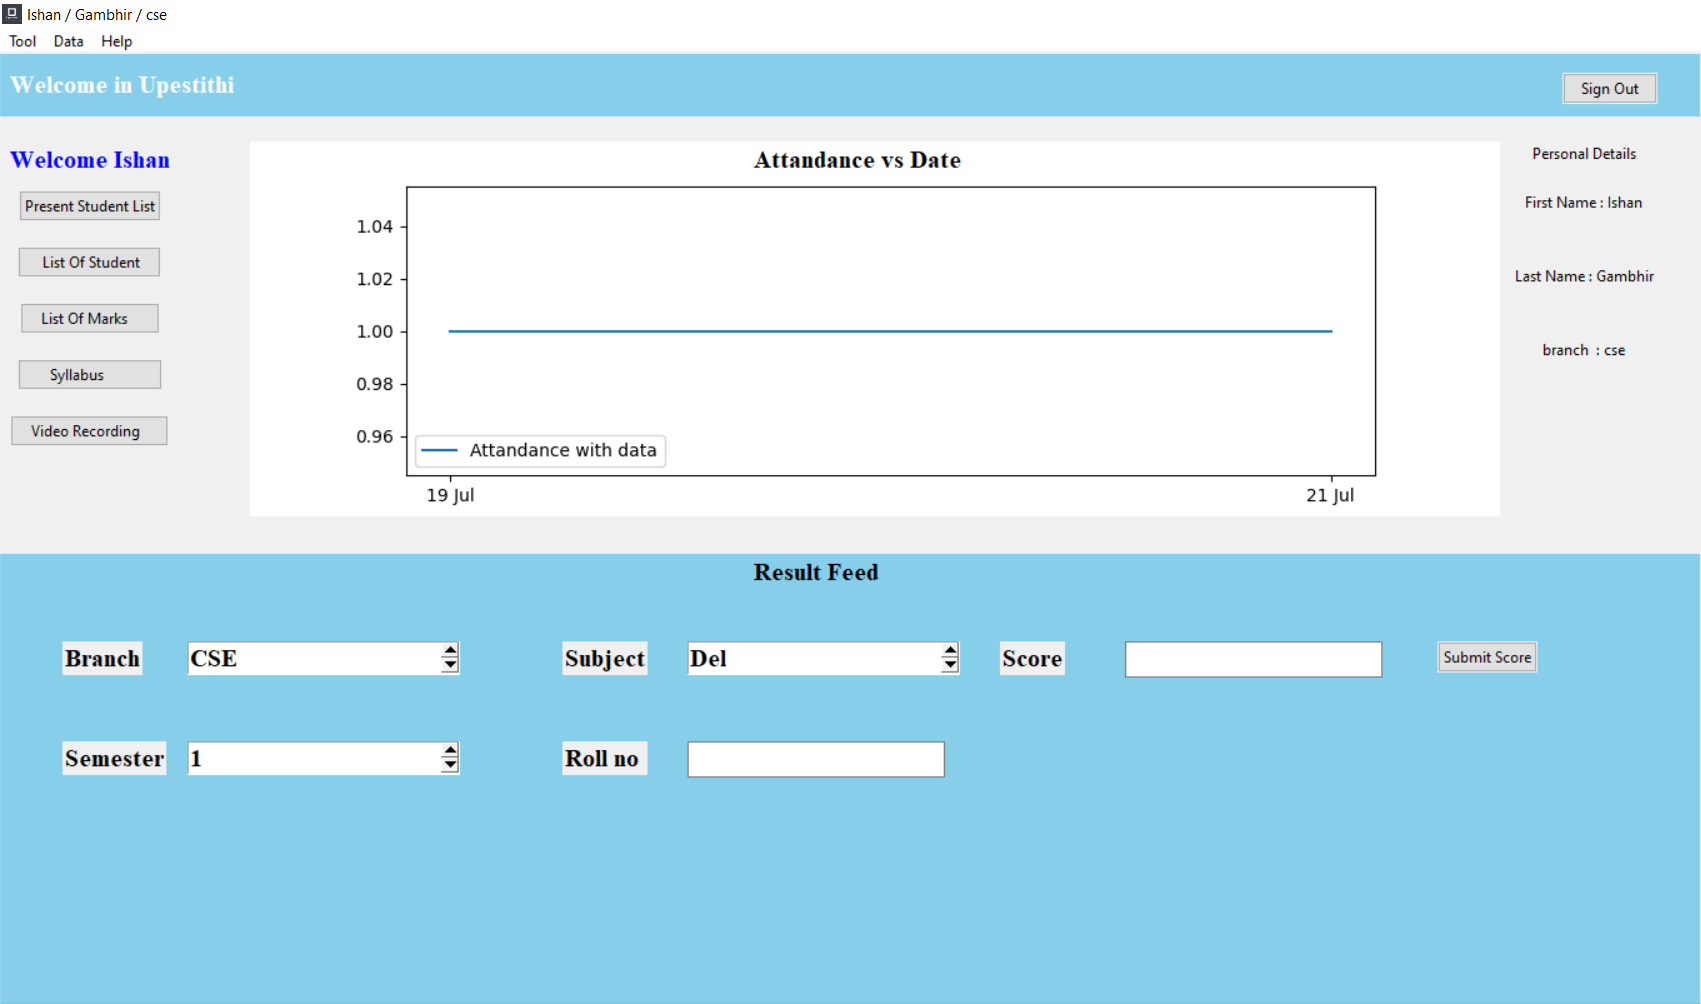 Ishan / Gambhir / cse
Tool Data Help
Welcome in Upestithi
Sign Out
Welcome Ishan
Present Student List
List Of Student
List Of Marks
Syllabus
Video Recording
Attandance vs Date
1.04
1.02
1.00
0.98
0.96
Attandance with data
19 Jul 21 Jul
Personal Details
First Name : Ishan
Last Name : Gambhir
branch : cse
Result Feed
Branch CSE Subject Del Score Submit Score
Semester 1 Roll no